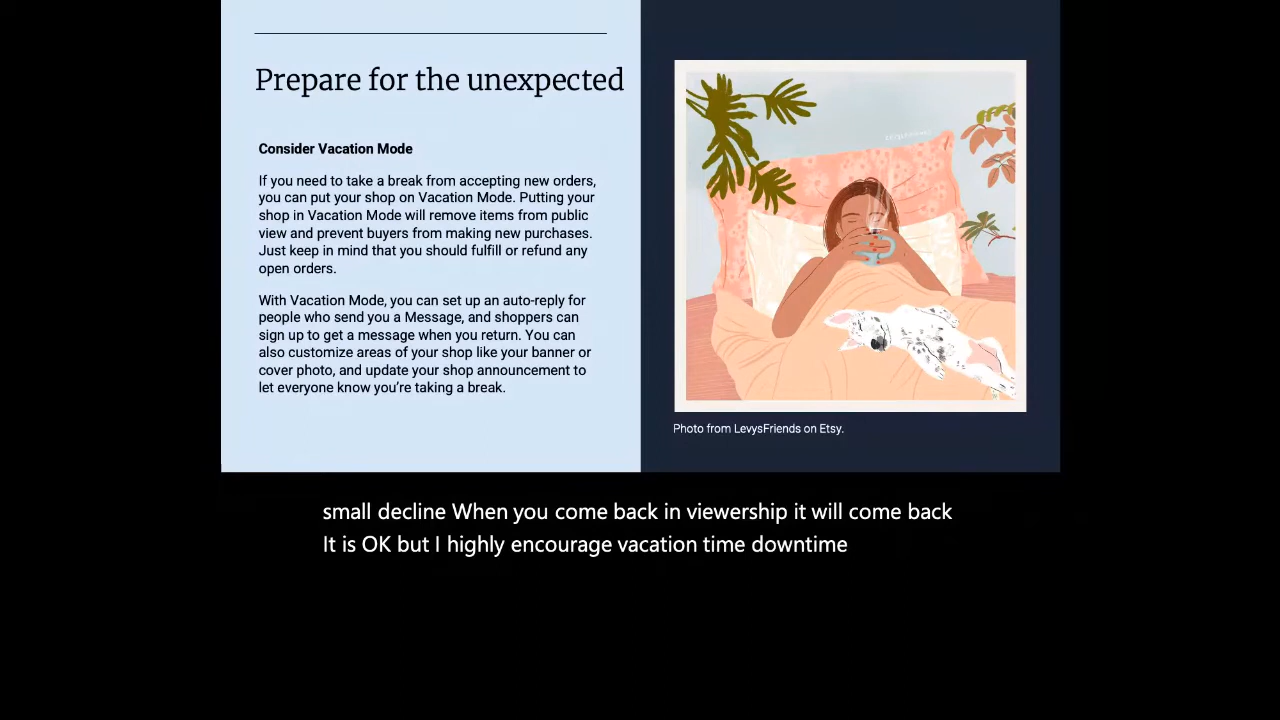 Prepare for the unexpected
Consider Vacation Mode
If you need to take a break from accepting new orders,
you can put your shop on Vacation Mode. Putting your
shop in Vacation Mode will remove items from public
view and prevent buyers from making new purchases.
Just keep in mind that you should fulfill or refund any
open orders.
With Vacation Mode, you can set up an auto-reply for
people who send you a Message, and shoppers can
sign up to get a message when you return. You can
also customize areas of your shop like your banner or
cover photo, and update your shop announcement to
let everyone know you’re taking a break.
Photo from LevysFriends on Etsy.
small decline When you come back in viewership it will come back
It is OK but I highly encourage vacation time downtime